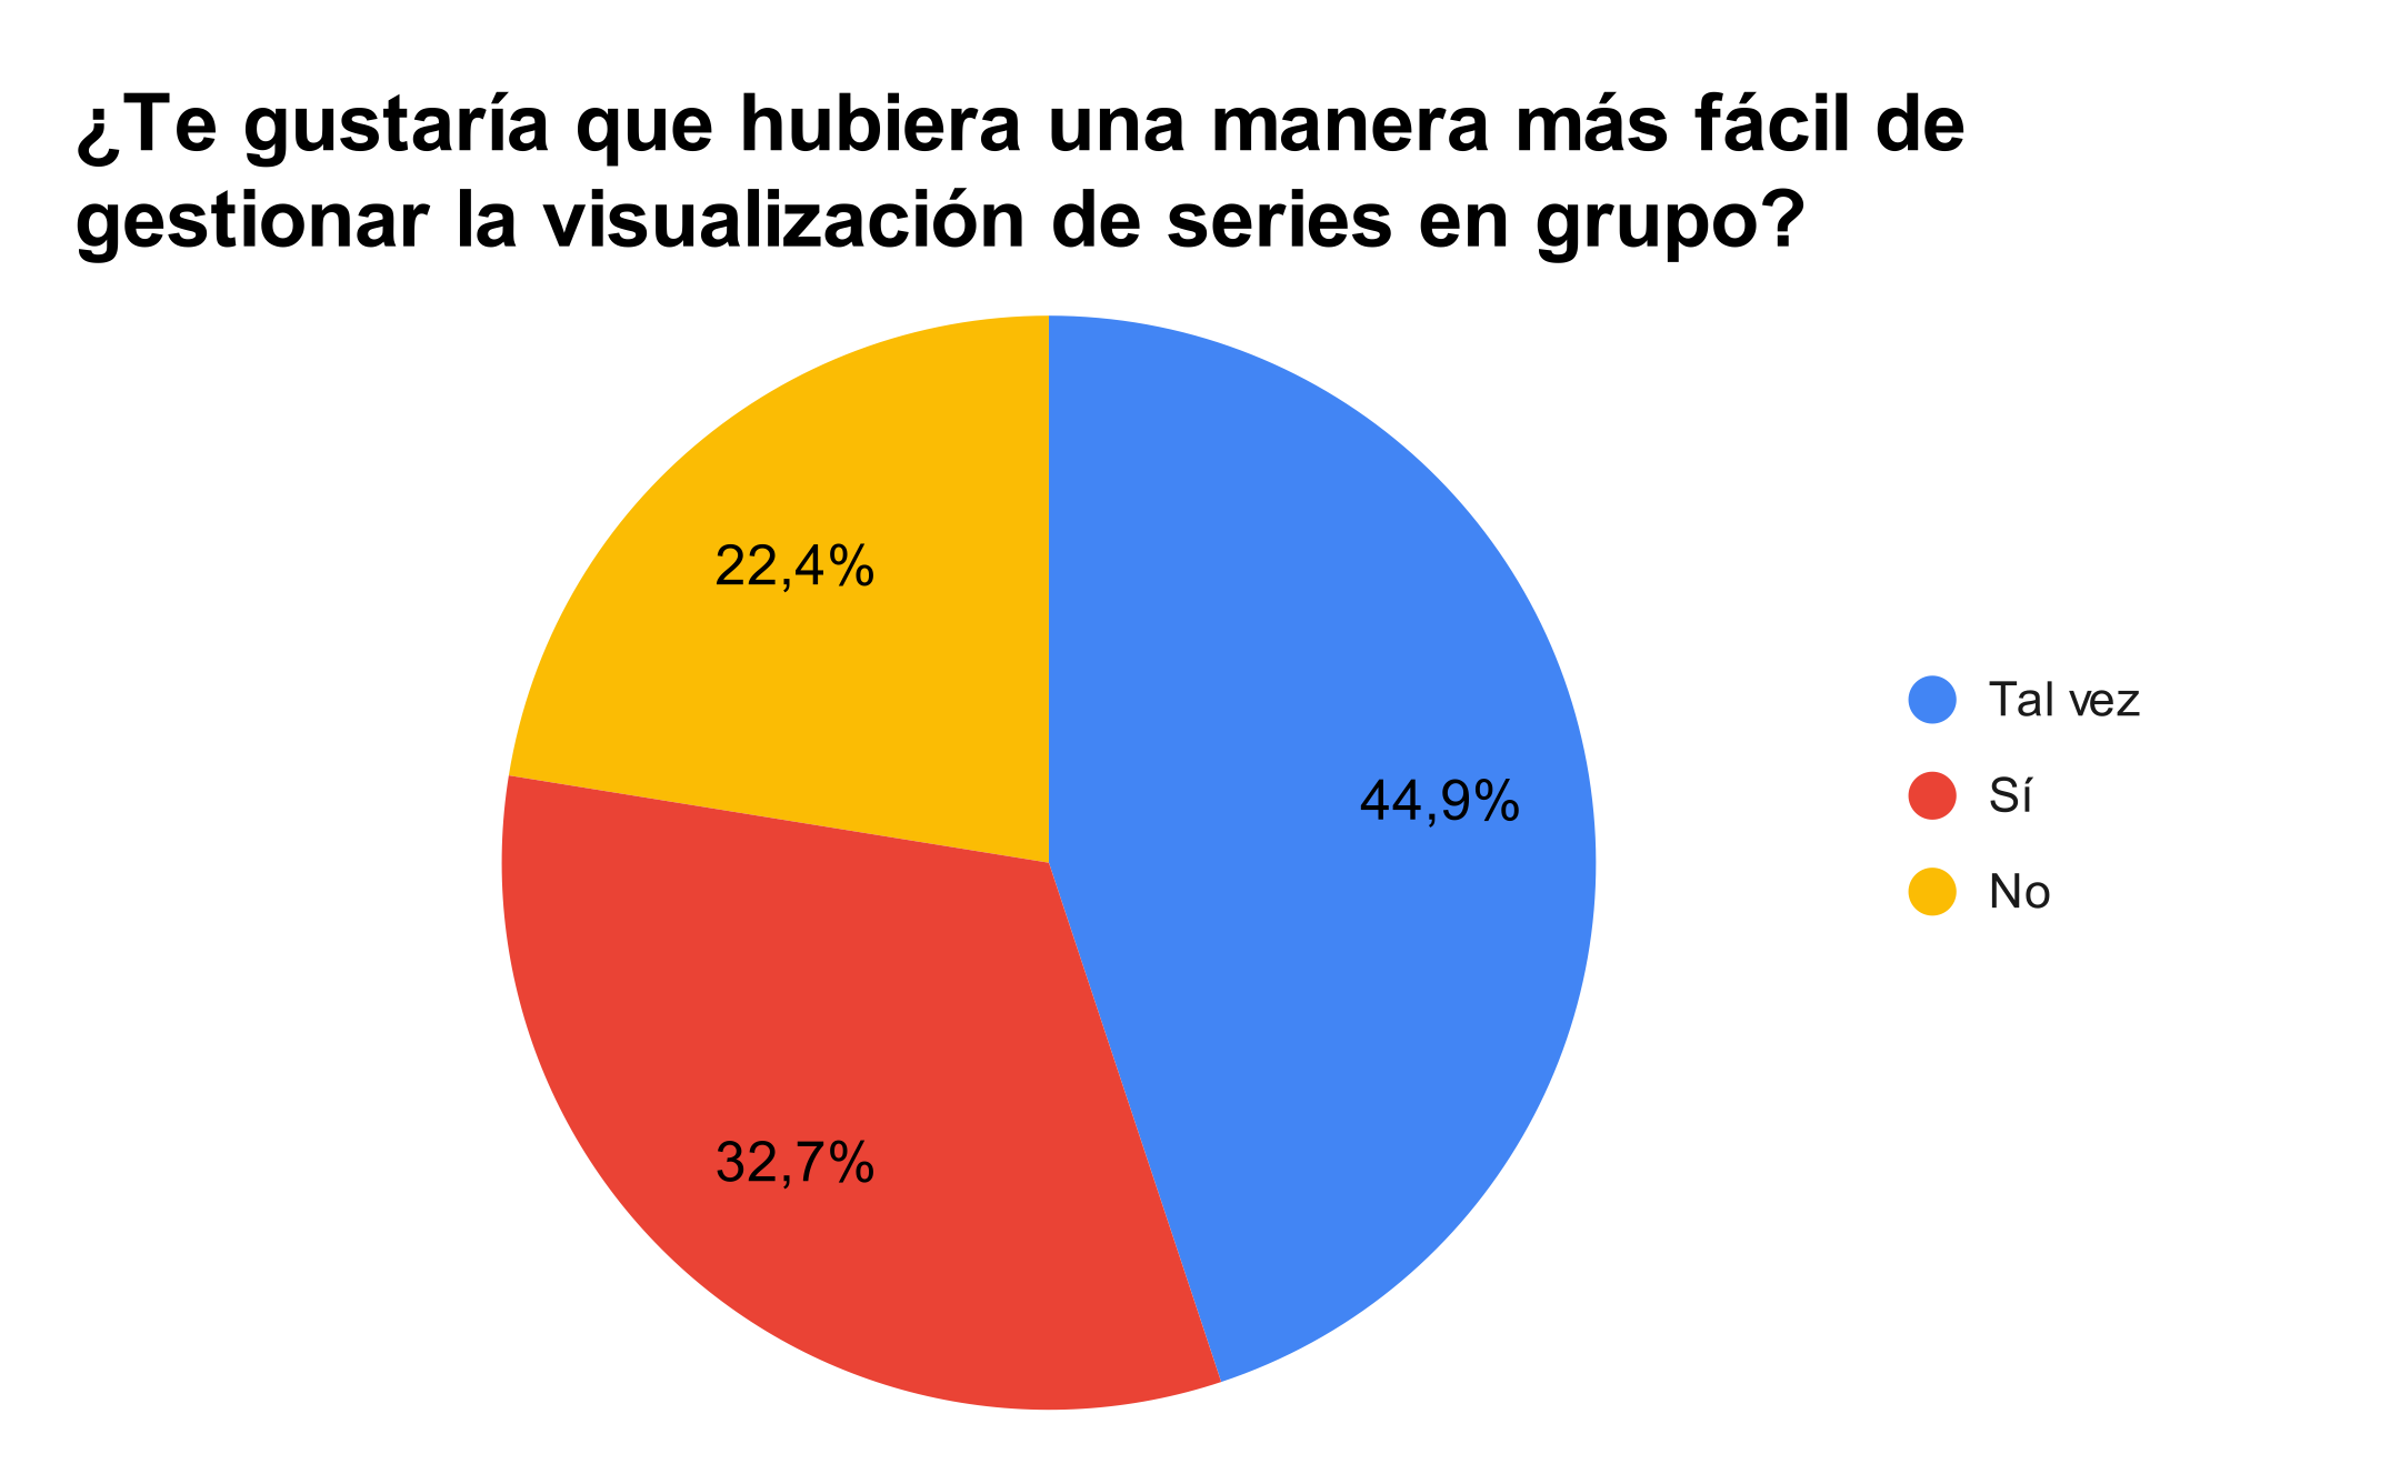 ¿Te gustaría que hubiera una manera más fácil de
gestionar la visualización de series en grupo?
22,4%
44,9%
32,7%
Tal vez
Sí
No